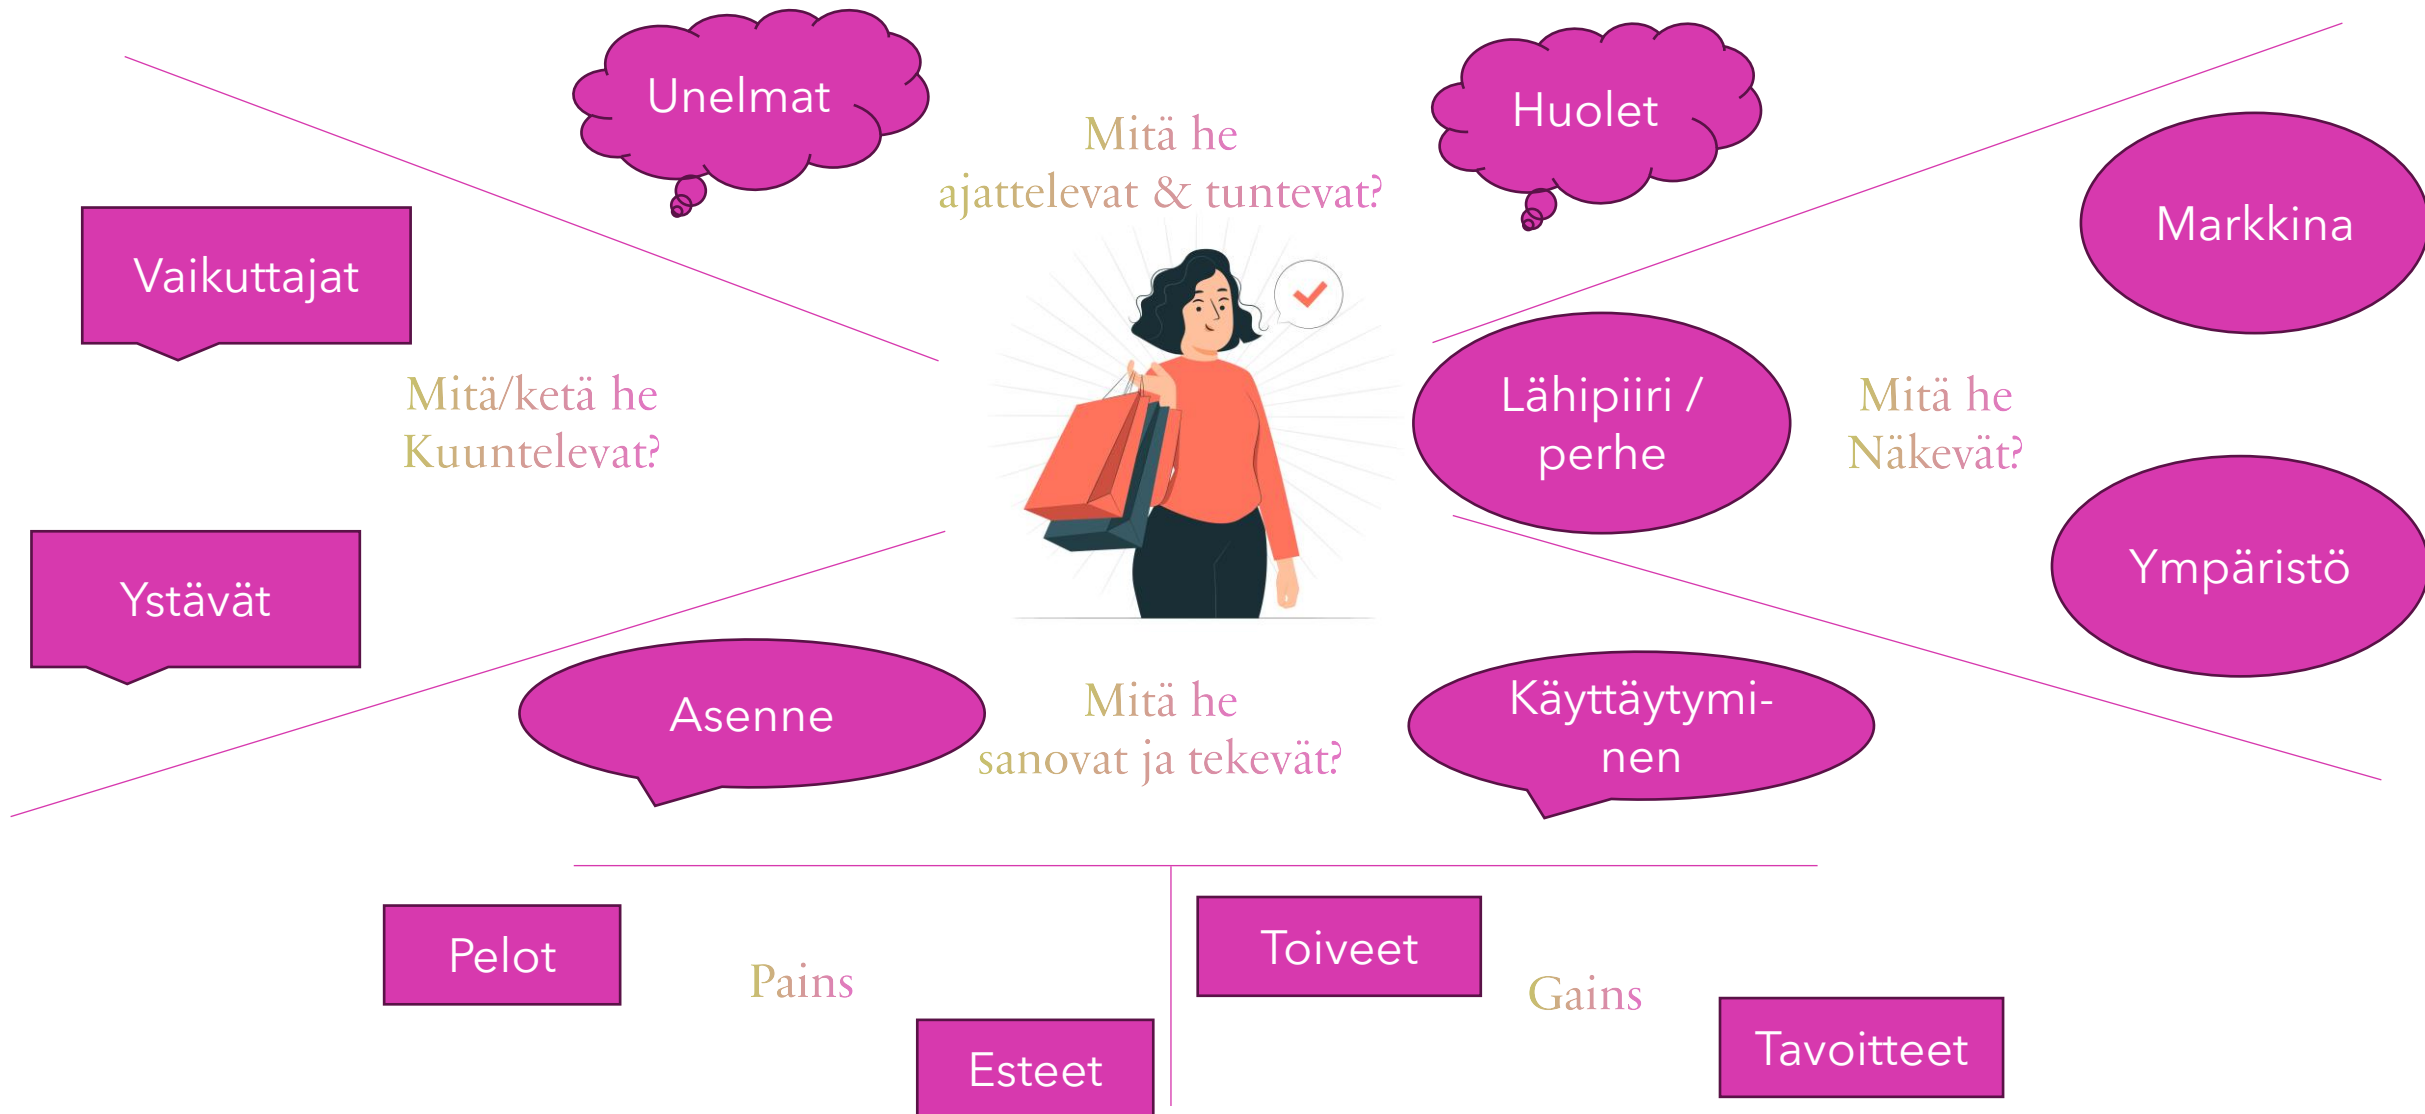 Unelmat
Huolet
Mitä he
ajattelevat & tuntevat?
Markkina
Vaikuttajat
Mitä/ketä he
Kuuntelevat?
Lähipiiri /
perhe
Mitä he
Näkevät?
Ympäristö
Ystävät
Asenne
Mitä he
sanovat ja tekevät?
Käyttäytymi-
nen
Pelot
Pains
Esteet
Toiveet
Gains
Tavoitteet